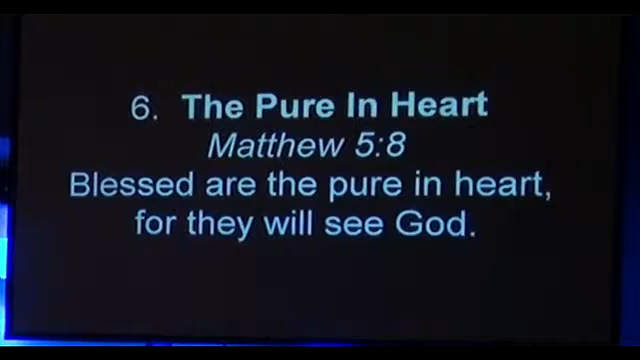 6. The Pure In Heart
Matthew 5:8
Blessed are the pure in heart,
for they will see God.